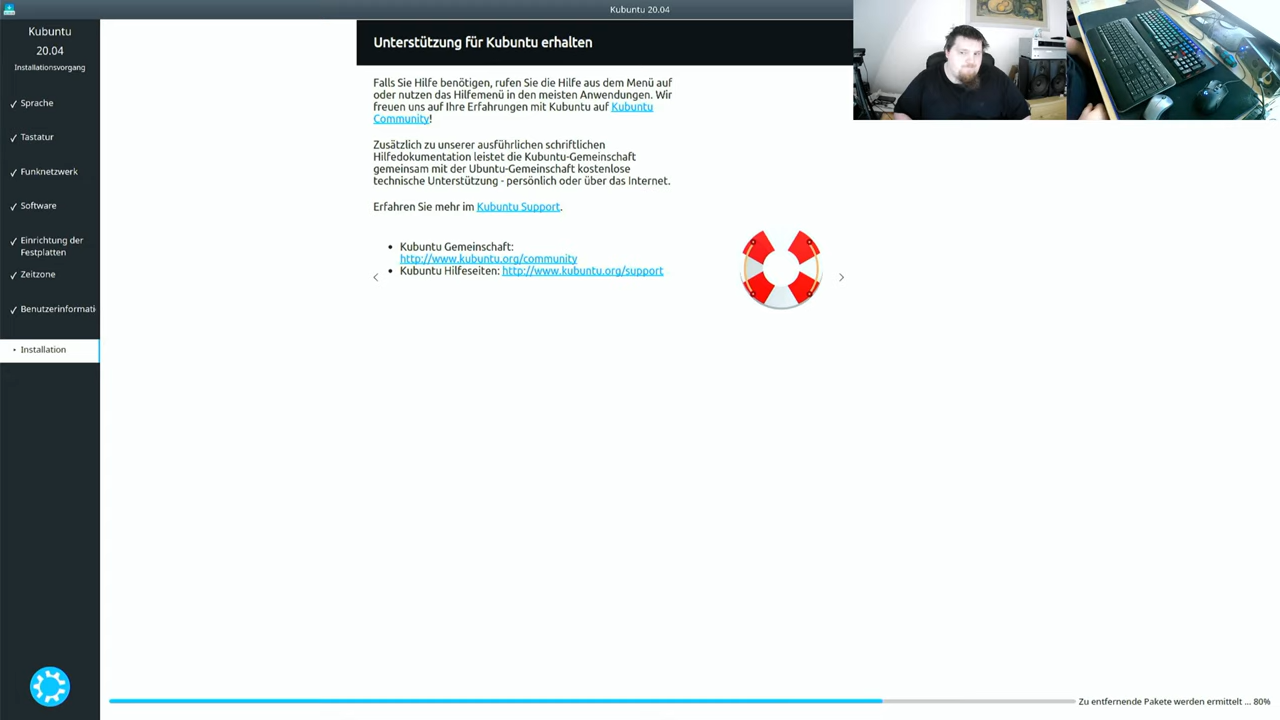 Kubuntu 20.04
Kubuntu
20.04
Installationsvorgang
✓ Sprache
✓ Tastatur
✓ Funknetzwerk
✓ Software
✓ Einrichtung der
Festplatten
✓ Zeitzone
✓ Benutzerinformati
• Installation
Unterstützung für Kubuntu erhalten
Falls Sie Hilfe benötigen, rufen Sie die Hilfe aus dem Menü auf
oder nutzen das Hilfemenü in den meisten Anwendungen. Wir
freuen uns auf Ihre Erfahrungen mit Kubuntu auf Kubuntu
Community!
Zusätzlich zu unserer ausführlichen schriftlichen
Hilfedokumentation leistet die Kubuntu-Gemeinschaft
gemeinsam mit der Ubuntu-Gemeinschaft kostenlose
technische Unterstützung - persönlich oder über das Internet.
Erfahren Sie mehr im Kubuntu Support.
• Kubuntu Gemeinschaft:
http://www.kubuntu.org/community
• Kubuntu Hilfeseiten: http://www.kubuntu.org/support
Zu entfernende Pakete werden ermittelt ... 80%